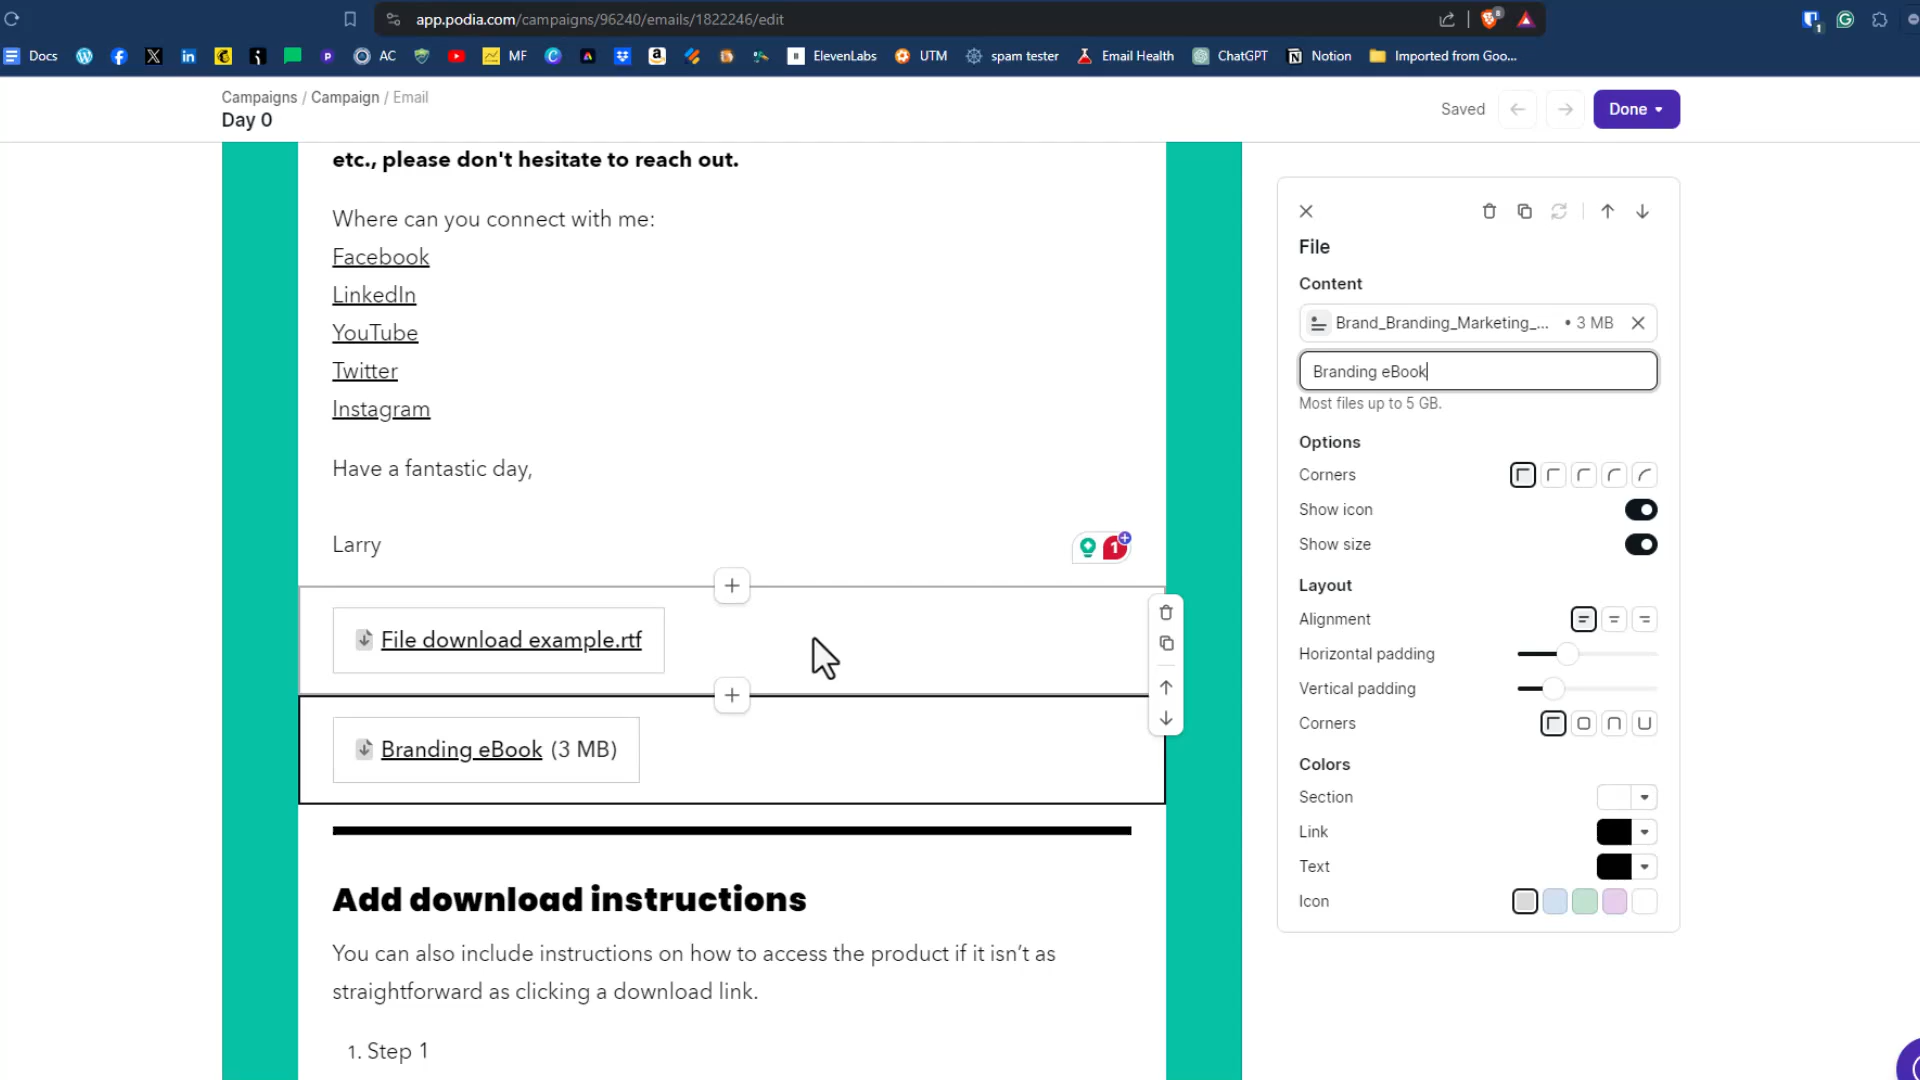 app.podia.com/campaigns/96240/emails/1822246/edit
Docs
AC
MF
ElevenLabs
UTM
spam tester
Email Health
ChatGPT
Notion
Imported from Goo...
Campaigns / Campaign / Email
Day 0
Saved
Done
etc., please don't hesitate to reach out.
Where can you connect with me:
Facebook
LinkedIn
YouTube
Twitter
Instagram
Have a fantastic day,
Larry
1
File download example.rtf
Branding eBook (3 MB)
Add download instructions
You can also include instructions on how to access the product if it isn’t as
straightforward as clicking a download link.
1. Step 1
File
Content
Brand_Branding_Marketing_... • 3 MB
Branding eBook
Most files up to 5 GB.
Options
Corners
Show icon
Show size
Layout
Alignment
Horizontal padding
Vertical padding
Corners
Colors
Section
Link
Text
Icon